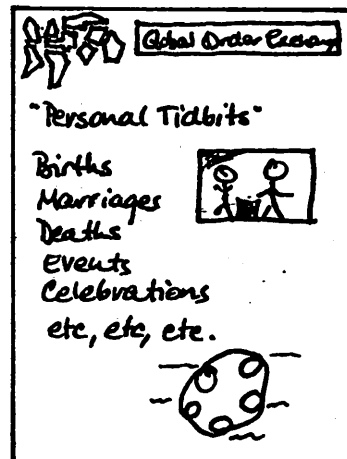 Global Order Exchange
"Personal Tidbits"
Births
Marriages
Deaths
Events
Celebrations
etc, etc, etc.